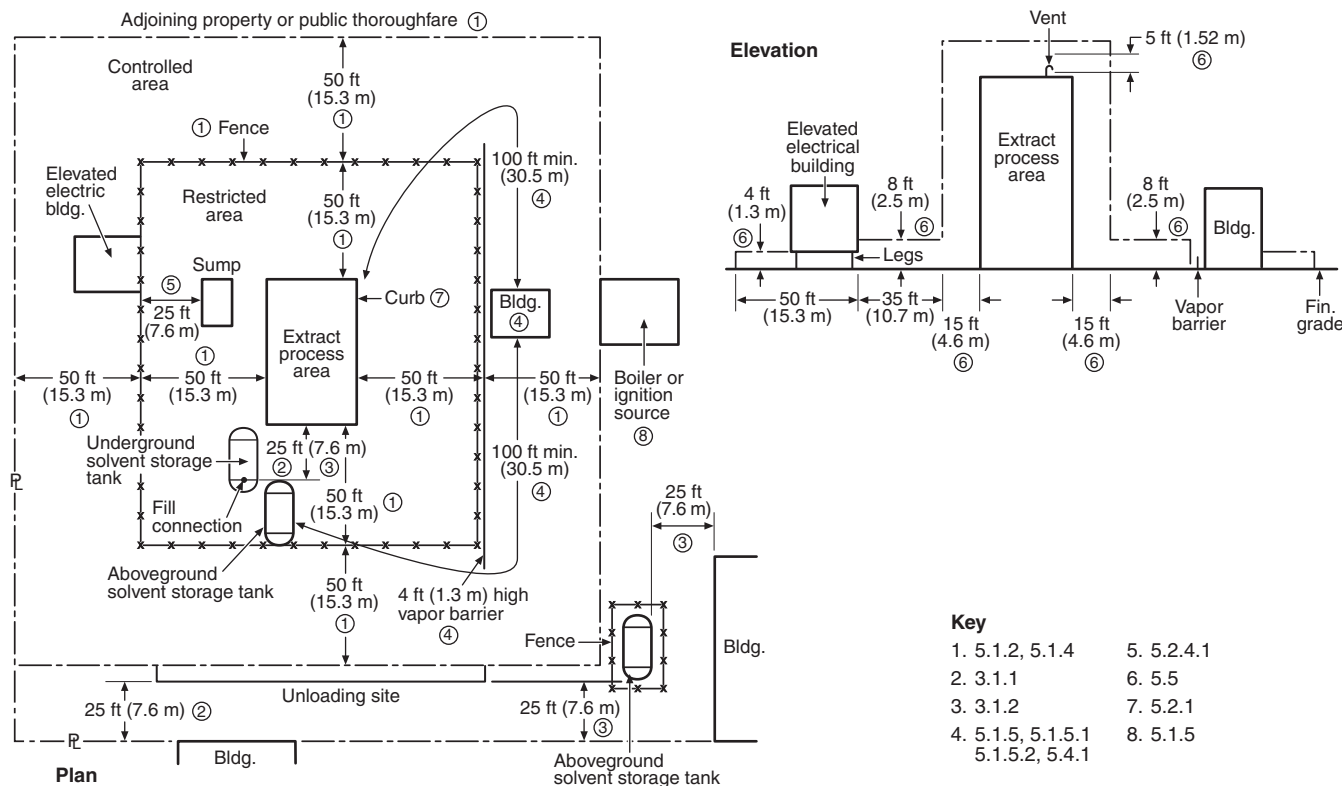 Adjoining property or public thoroughfare ①
Controlled
area
50 ft
(15.3 m)
①
① Fence
Elevated
electric
bldg.
Restricted
area
50 ft
(15.3 m)
①
100 ft min.
(30.5 m)
④
Sump
⑤
25 ft
(7.6 m)
Curb ⑦
Bldg.
④
Extract
process
area
①
50 ft
(15.3 m)
①
50 ft
(15.3 m)
50 ft
(15.3 m)
①
50 ft
(15.3 m)
①
Boiler or
ignition
source
⑧
Underground
solvent storage
tank
25 ft (7.6 m)
② ③
100 ft min.
(30.5 m)
④
PL
Fill
connection
50 ft
(15.3 m) ①
25 ft
(7.6 m)
③
Aboveground
solvent storage tank
50 ft
(15.3 m)
①
4 ft (1.3 m) high
vapor barrier
④
Fence
Bldg.
Unloading site
25 ft (7.6 m) ②
25 ft (7.6 m)
③
PL
Bldg.
Aboveground
solvent storage tank
Plan
Elevation
Vent
5 ft (1.52 m)
⑥
Elevated
electrical
building
Extract
process
area
4 ft
(1.3 m)
⑥
8 ft
(2.5 m)
⑥
8 ft
(2.5 m)
⑥
Bldg.
Legs
50 ft
(15.3 m)
35 ft
(10.7 m)
15 ft
(4.6 m)
⑥
15 ft
(4.6 m)
⑥
Vapor
barrier
Fin.
grade
Key
1. 5.1.2, 5.1.4
2. 3.1.1
3. 3.1.2
4. 5.1.5, 5.1.5.1
5.1.5.2, 5.4.1
5. 5.2.4.1
6. 5.5
7. 5.2.1
8. 5.1.5